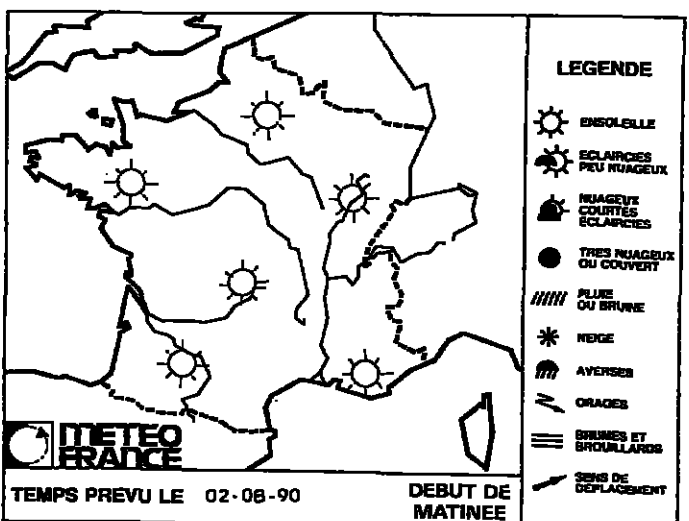 LEGENDE
ENSOLEILLE
ECLAIRCIES
PEU NUAGEUX
NUAGEUX
COURTES
ECLAIRCIES
TRES NUAGEUX
OU COUVERT
PLUIE
OU BRUINE
NEIGE
AVERSES
ORAGES
BRUMES ET
BROUILLARDS
SENS DE
DEPLACEMENT
METEO
FRANCE
TEMPS PREVU LE 02-08-90
DEBUT DE
MATINEE